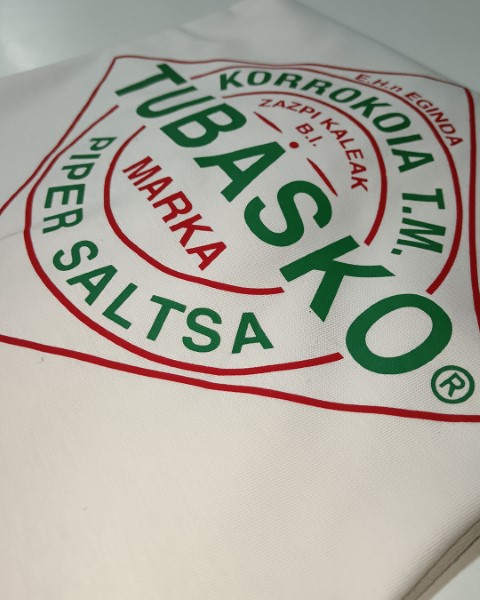 E.H.n EGINDA
KORROKOIA T.M.
ZAZPI KALEAK
B.I.
TUBASKO®
MARKA
PIPER SALTSA